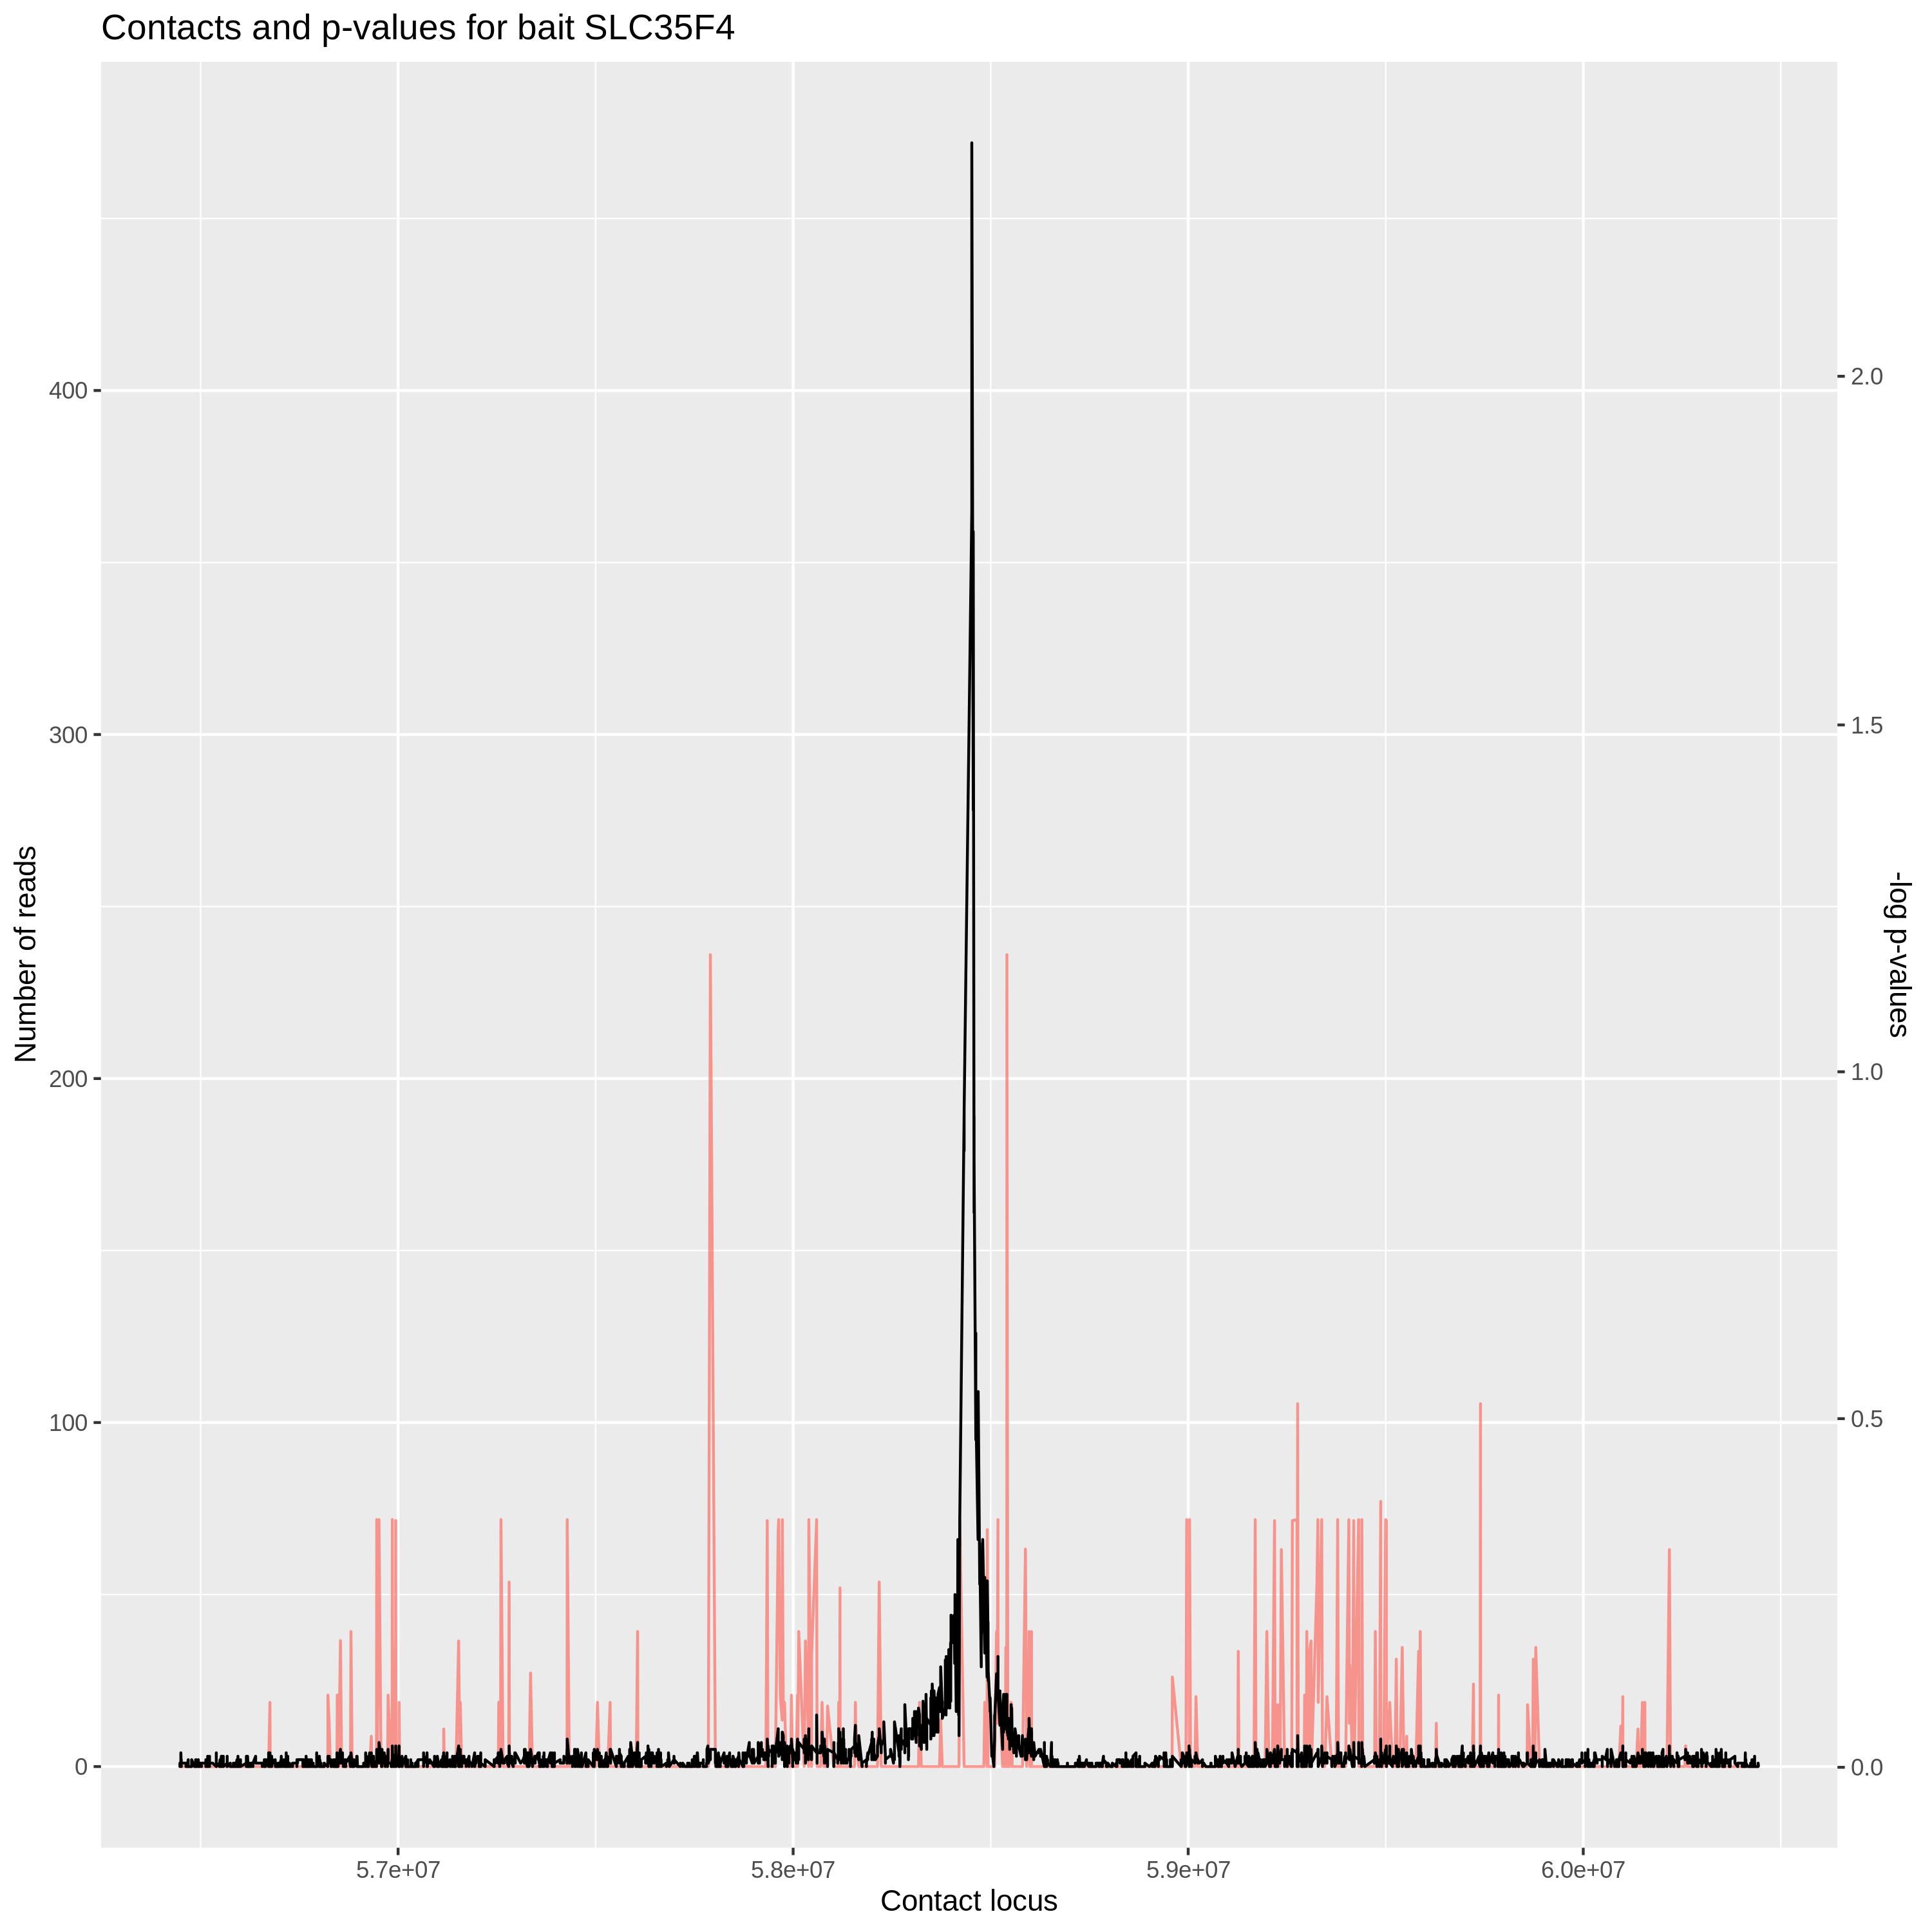 Contacts and p-values for bait SLC35F4
Number of reads
400
300
200
100
0
2.0
1.5
1.0
0.5
0.0
-log p-values
5.7e+07
5.8e+07
5.9e+07
6.0e+07
Contact locus